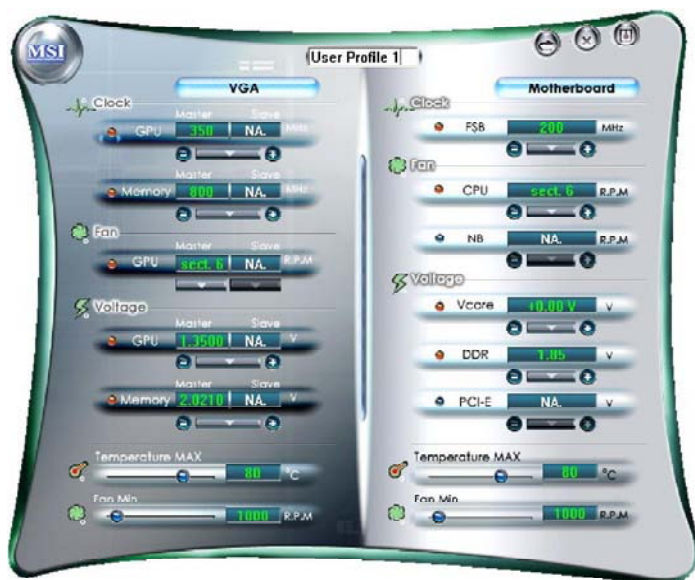 MSI
User Profile 1
VGA
Clock
Master Slave
GPU 350 NA. MHz
Master Slave
Memory 800 NA. MHz
Fan
Master Slave
GPU sect. 6 NA. R.P.M
Voltage
Master Slave
GPU 1.3500 NA. V
Master Slave
Memory 2.0210 NA. V
Temperature MAX
80 °C
Fan Min
1000 R.P.M
Motherboard
Clock
FSB 200 MHz
Fan
CPU sect. 6 R.P.M
NB NA. R.P.M
Voltage
Vcore +0.00 V V
DDR 1.85 V
PCI-E NA. V
Temperature MAX
80 °C
Fan Min
1000 R.P.M